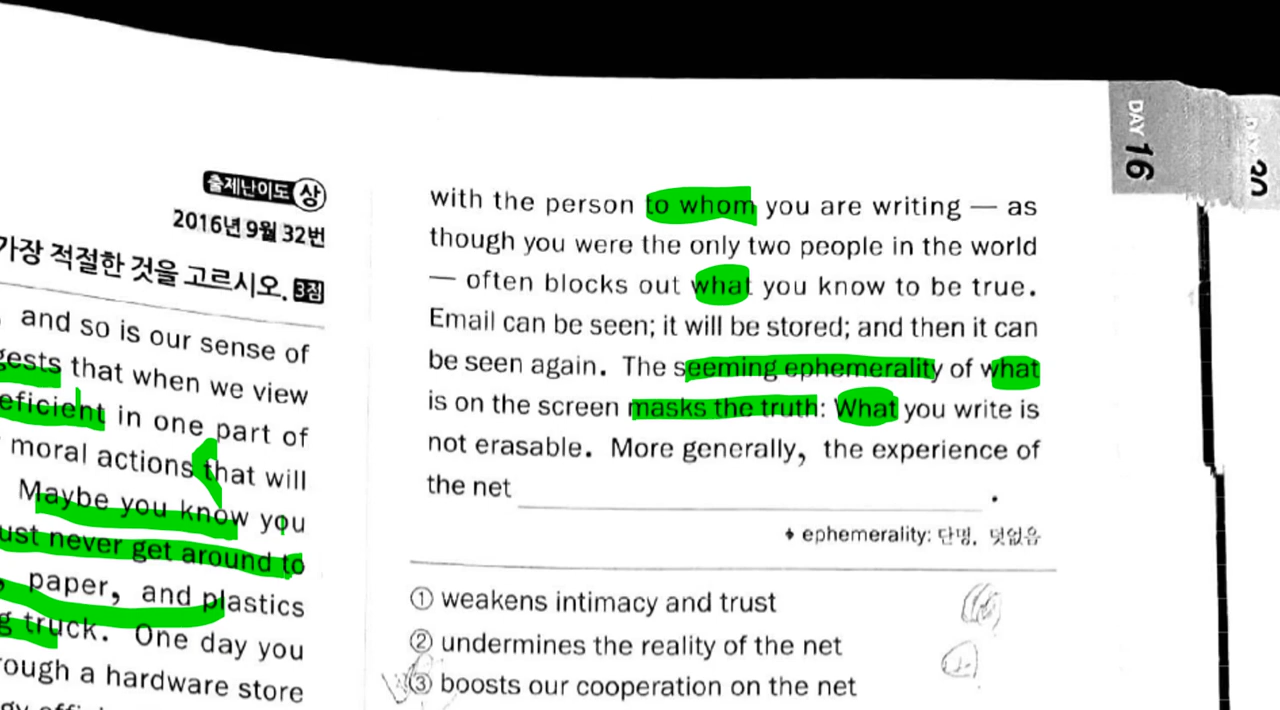 출제난이도 상
2016년 9월 32번
가장 적절한 것을 고르시오. 3점
, and so is our sense of
gests that when we view
eficient in one part of
moral actions that will
Maybe you know you
ust never get around to
, paper, and plastics
g truck. One day you
rough a hardware store
with the person to whom you are writing — as
though you were the only two people in the world
— often blocks out what you know to be true.
Email can be seen; it will be stored; and then it can
be seen again. The seeming ephemerality of what
is on the screen masks the truth: What you write is
not erasable. More generally, the experience of
the net .
♦ ephemerality: 단명, 덧없음
① weakens intimacy and trust
② undermines the reality of the net
③ boosts our cooperation on the net
DAY 16